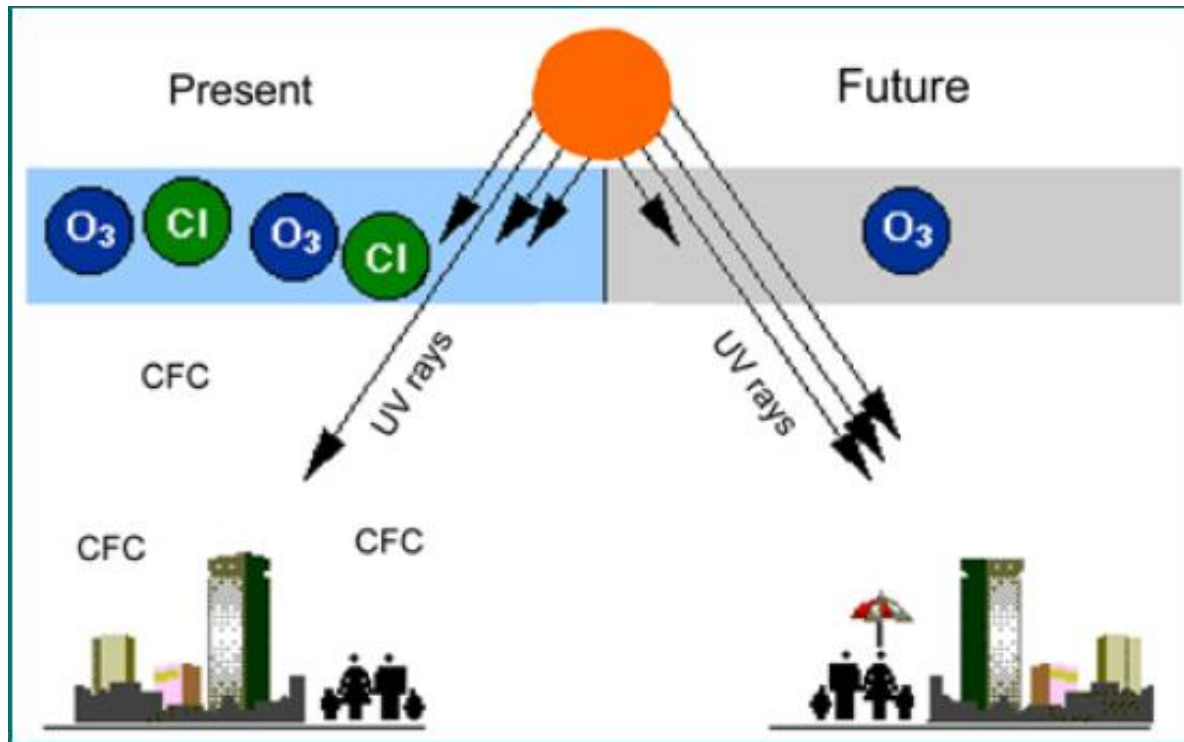 Present
Future
O₃ Cl O₃ Cl
O₃
CFC
UV rays
UV rays
CFC
CFC